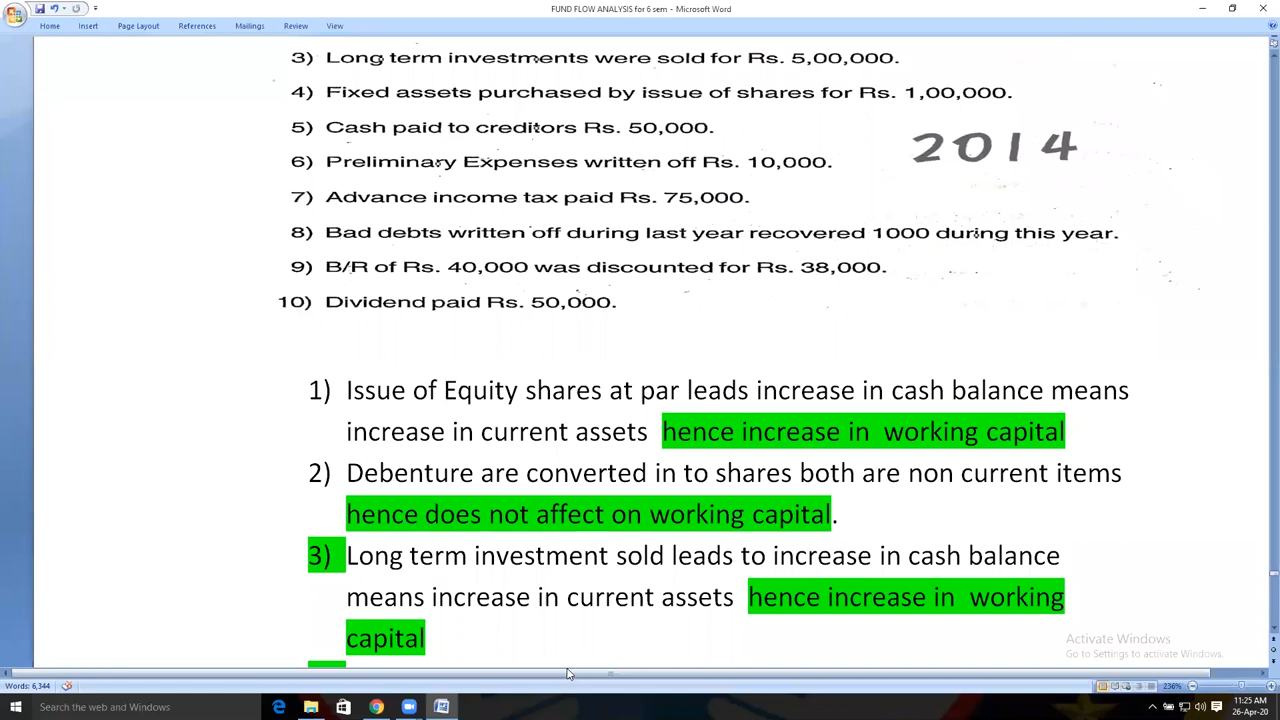 FUND FLOW ANALYSIS for 6 sem - Microsoft Word
Home Insert Page Layout References Mailings Review View
3) Long term investments were sold for Rs. 5,00,000.
4) Fixed assets purchased by issue of shares for Rs. 1,00,000.
5) Cash paid to creditors Rs. 50,000.
2014
6) Preliminary Expenses written off Rs. 10,000.
7) Advance income tax paid Rs. 75,000.
8) Bad debts written off during last year recovered 1000 during this year.
9) B/R of Rs. 40,000 was discounted for Rs. 38,000.
10) Dividend paid Rs. 50,000.
1) Issue of Equity shares at par leads increase in cash balance means
increase in current assets hence increase in working capital
2) Debenture are converted in to shares both are non current items
hence does not affect on working capital.
3) Long term investment sold leads to increase in cash balance
means increase in current assets hence increase in working
capital
Activate Windows
Go to Settings to activate Windows.
Words: 6,344
236%
Search the web and Windows
11:25 AM
26-Apr-20